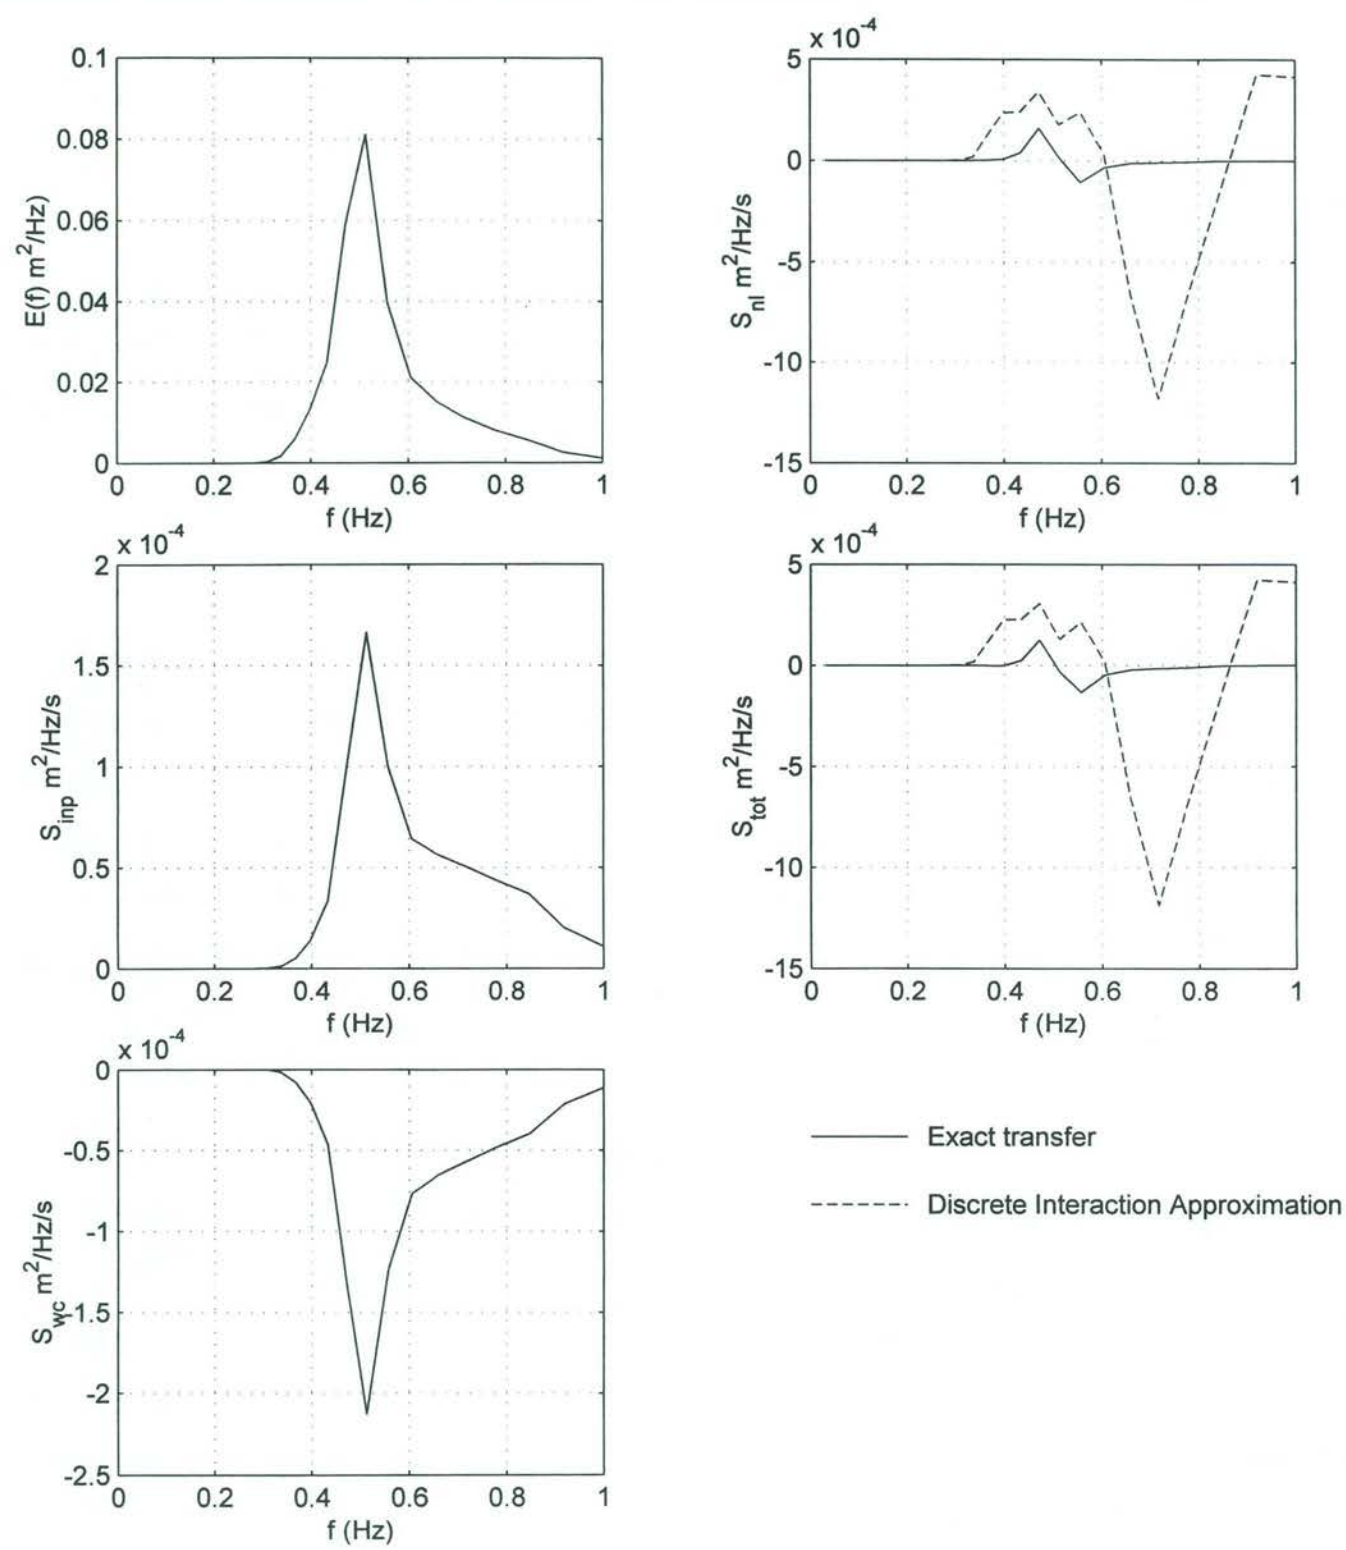 0.1
0.08
0.06
0.04
0.02
0
E(f) m²/Hz)
0 0.2 0.4 0.6 0.8 1
f (Hz)
x 10⁻⁴
5
0
-5
-10
-15
S_nl m²/Hz/s
0 0.2 0.4 0.6 0.8 1
f (Hz)
x 10⁻⁴
2
1.5
1
0.5
0
S_inp m²/Hz/s
0 0.2 0.4 0.6 0.8 1
f (Hz)
x 10⁻⁴
5
0
-5
-10
-15
S_tot m²/Hz/s
0 0.2 0.4 0.6 0.8 1
f (Hz)
x 10⁻⁴
0
-0.5
-1
-1.5
-2
-2.5
S_wc m²/Hz/s
0 0.2 0.4 0.6 0.8 1
f (Hz)
Exact transfer
Discrete Interaction Approximation